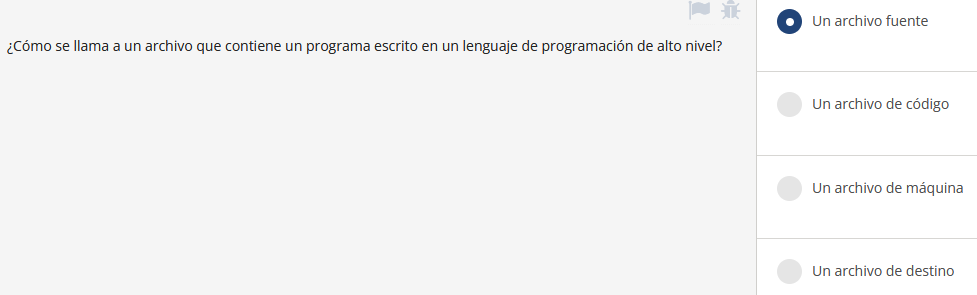 ¿Cómo se llama a un archivo que contiene un programa escrito en un lenguaje de programación de alto nivel?
Un archivo fuente
Un archivo de código
Un archivo de máquina
Un archivo de destino